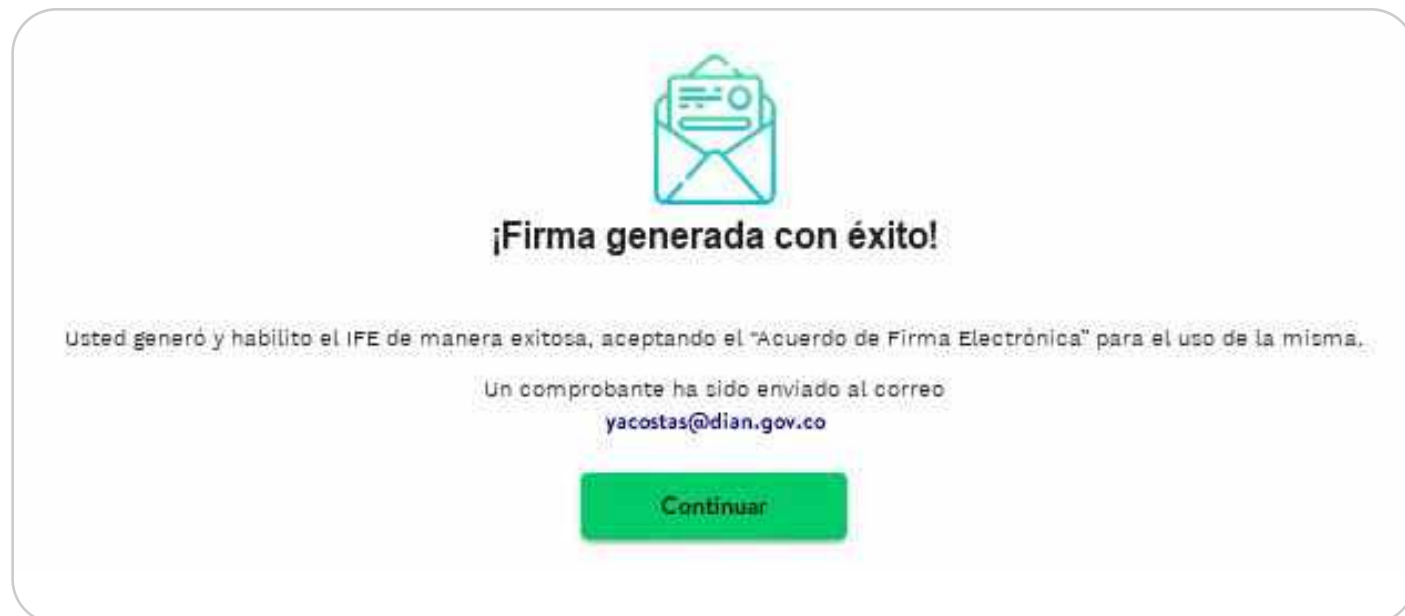 ¡Firma generada con éxito!
Usted generó y habilito el IFE de manera exitosa, aceptando el "Acuerdo de Firma Electrónica" para el uso de la misma.
Un comprobante ha sido enviado al correo
yacostas@dian.gov.co
Continuar